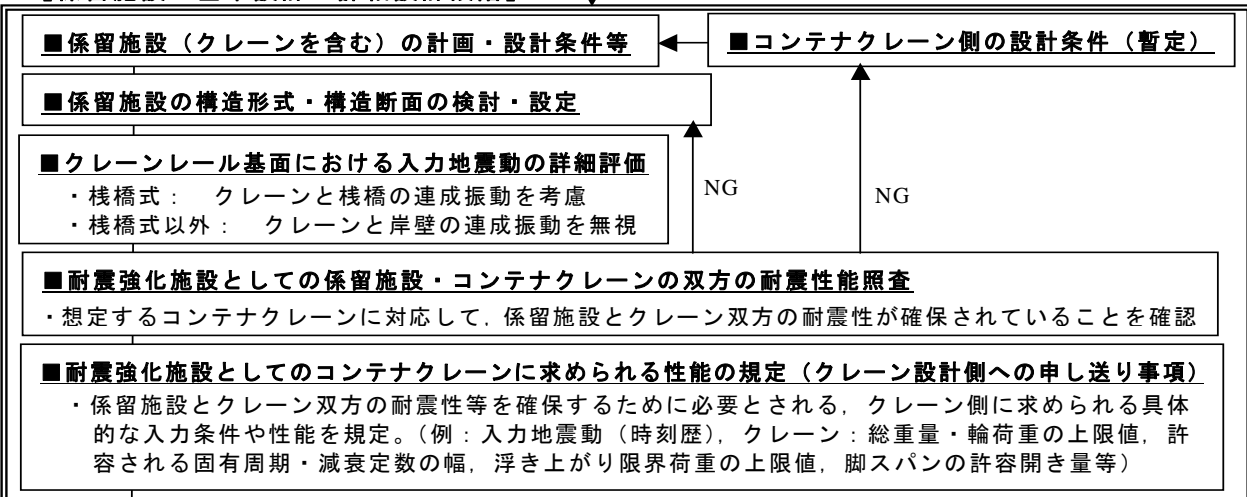 ■係留施設（クレーンを含む）の計画・設計条件等
■コンテナクレーン側の設計条件（暫定）
■係留施設の構造形式・構造断面の検討・設定
■クレーンレール基面における入力地震動の詳細評価
・桟橋式： クレーンと桟橋の連成振動を考慮
・桟橋式以外： クレーンと岸壁の連成振動を無視
NG
NG
■耐震強化施設としての係留施設・コンテナクレーンの双方の耐震性能照査
・想定するコンテナクレーンに対応して，係留施設とクレーン双方の耐震性が確保されていることを確認
■耐震強化施設としてのコンテナクレーンに求められる性能の規定（クレーン設計側への申し送り事項）
・係留施設とクレーン双方の耐震性等を確保するために必要とされる，クレーン側に求められる具体
的な入力条件や性能を規定。（例：入力地震動（時刻歴），クレーン：総重量・輪荷重の上限値，許
容される固有周期・減衰定数の幅，浮き上がり限界荷重の上限値，脚スパンの許容開き量等）